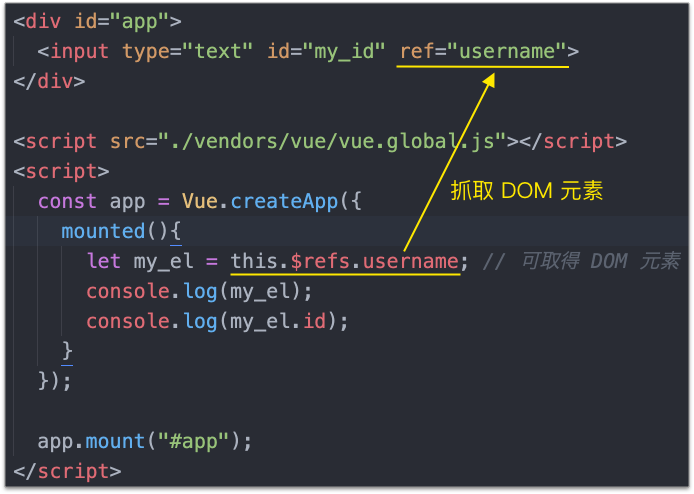 <div id="app">
  <input type="text" id="my_id" ref="username">
</div>

<script src="./vendors/vue/vue.global.js"></script>
<script>
  const app = Vue.createApp({
抓取 DOM 元素
    mounted(){
      let my_el = this.$refs.username; // 可取得 DOM 元素
      console.log(my_el);
      console.log(my_el.id);
    }
  });

  app.mount("#app");
</script>